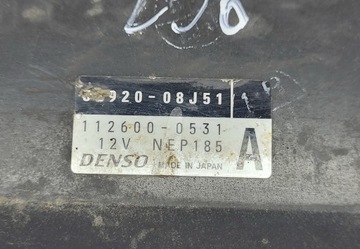 920-08J51
112600-0531
12V NEP185
A
DENSO MADE IN JAPAN